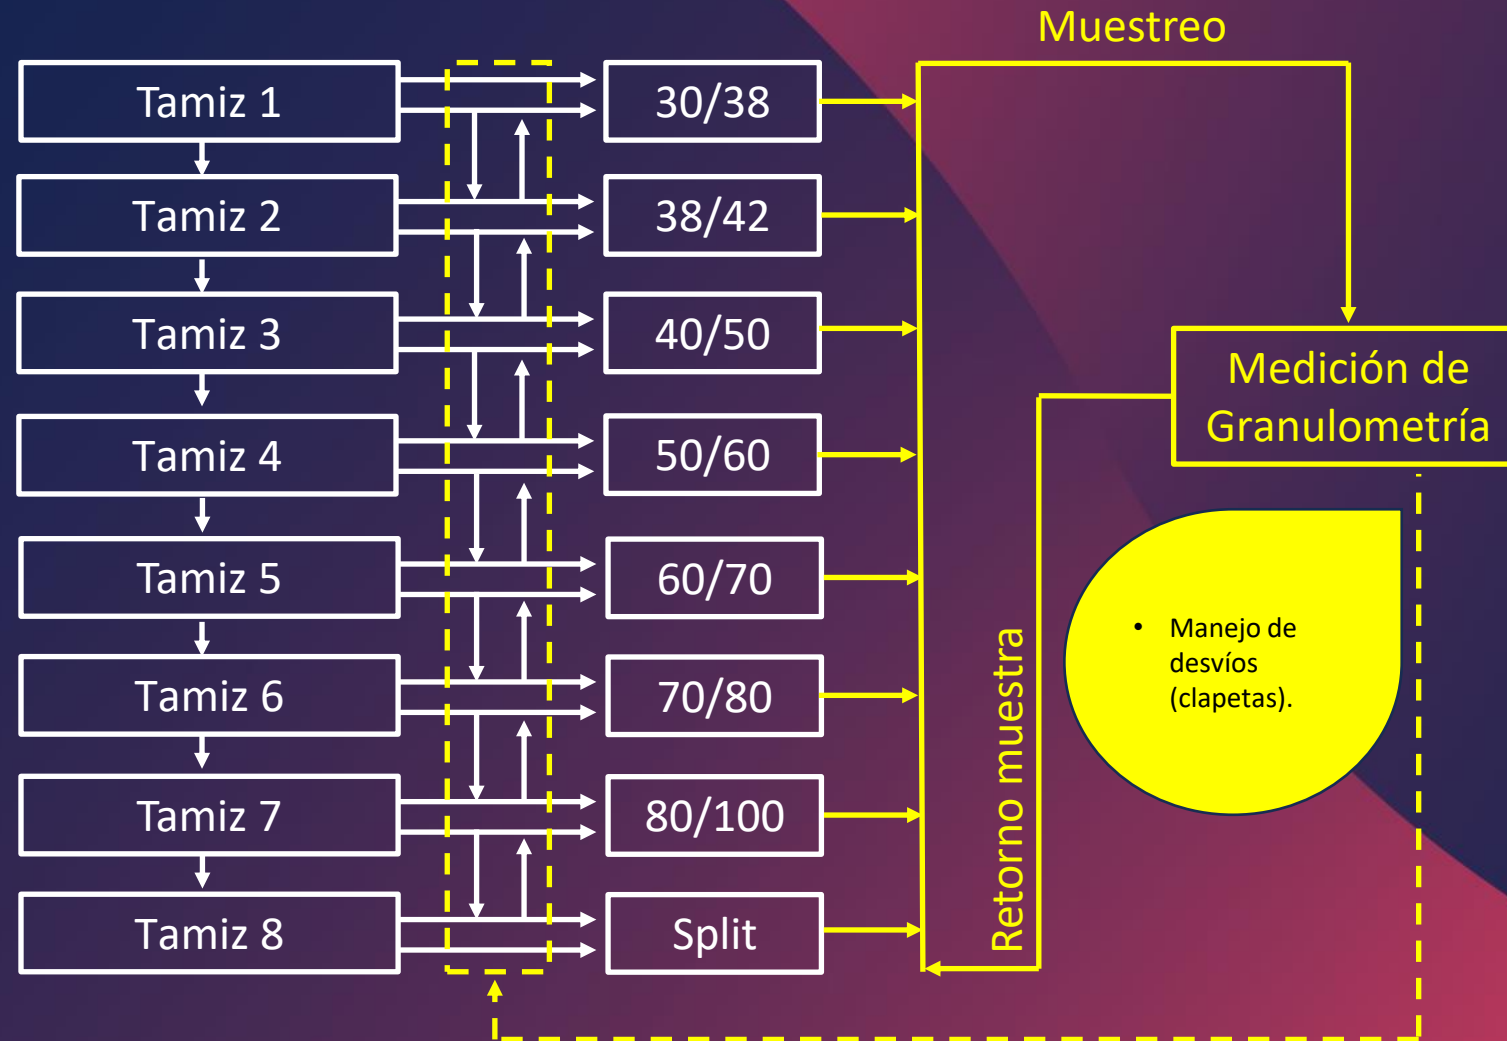 Muestreo
Tamiz 1
30/38
Tamiz 2
38/42
Tamiz 3
40/50
Tamiz 4
50/60
Tamiz 5
60/70
Tamiz 6
70/80
Tamiz 7
80/100
Tamiz 8
Split
Retorno muestra
Medición de
Granulometría
• Manejo de
desvíos
(clapetas).